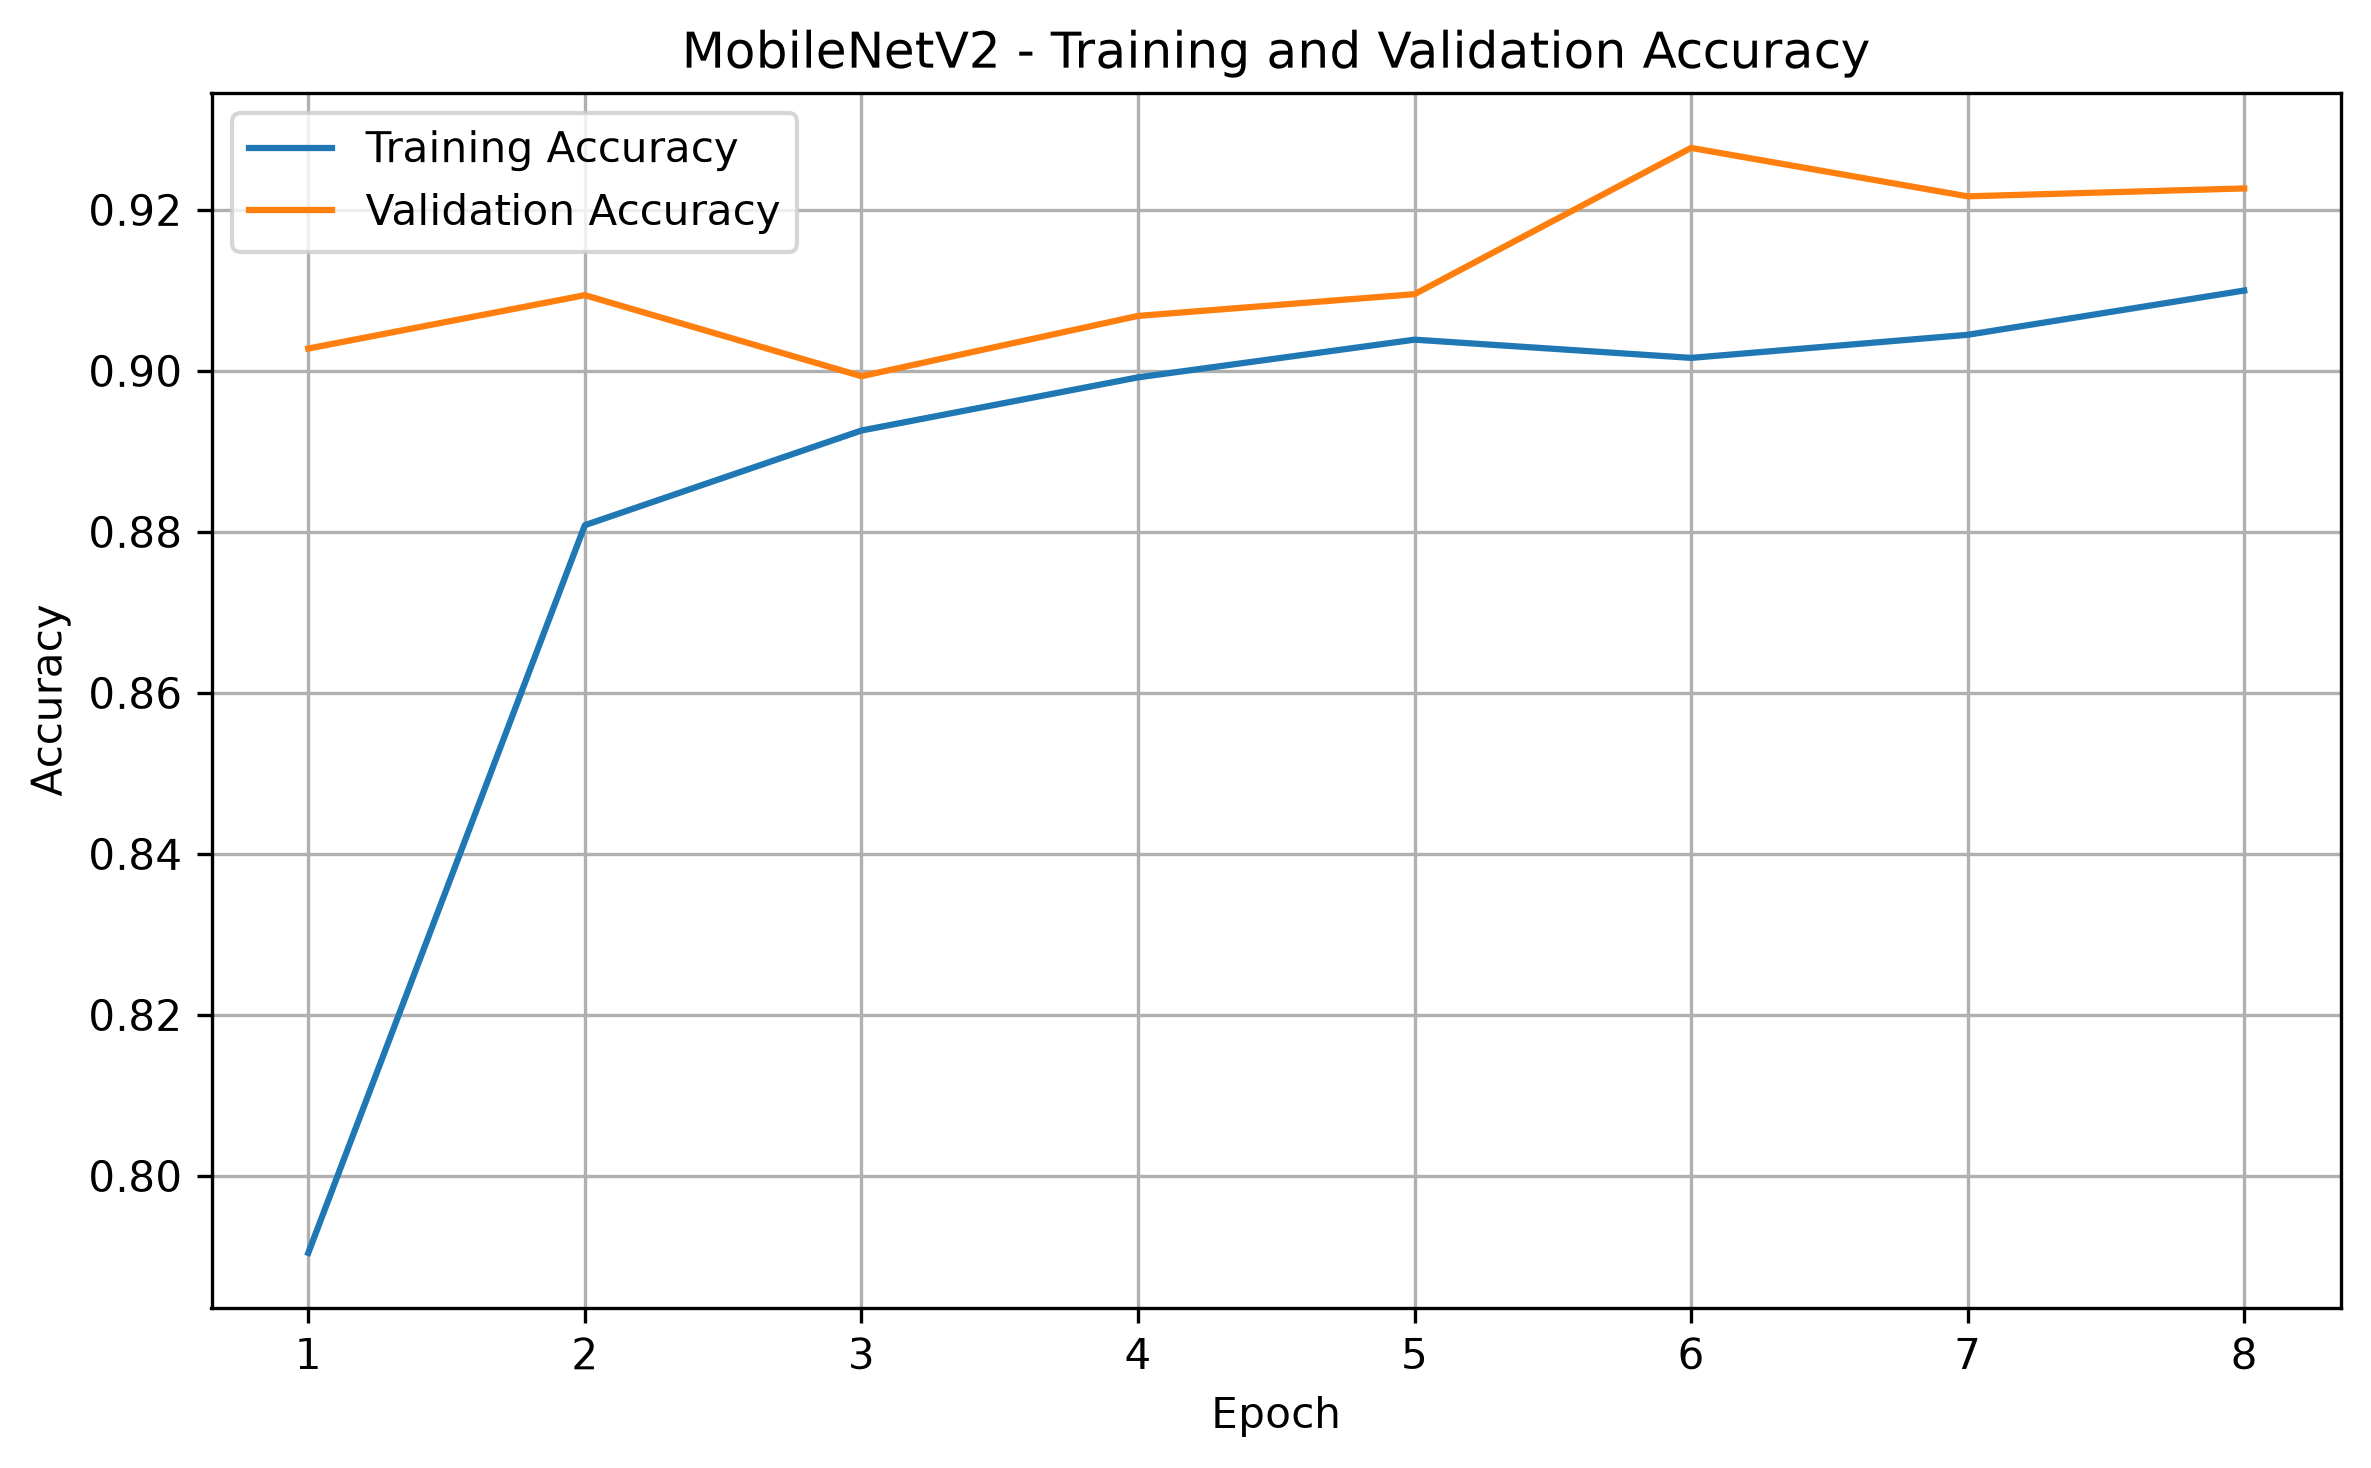 MobileNetV2 - Training and Validation Accuracy
Training Accuracy
Validation Accuracy
0.92
0.90
0.88
0.86
0.84
0.82
0.80
Accuracy
1 2 3 4 5 6 7 8
Epoch